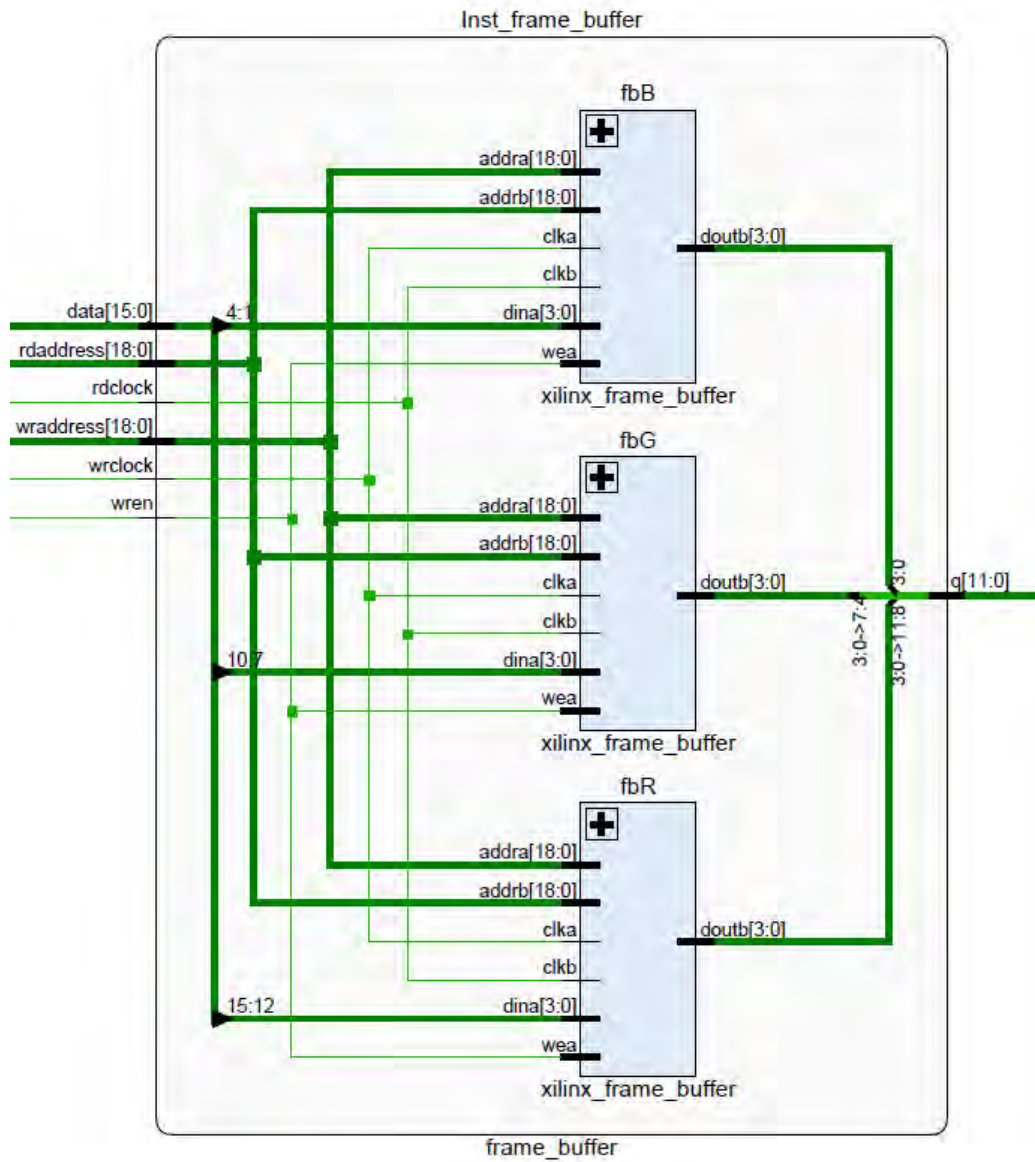 Inst_frame_buffer
fbB
addra[18:0]
addrb[18:0]
clka
doutb[3:0]
clkb
data[15:0]
4:1
dina[3:0]
rdaddress[18:0]
wea
rdclock
xilinx_frame_buffer
wraddress[18:0]
fbG
wrclock
wren
addra[18:0]
addrb[18:0]
clka
doutb[3:0]
3:0
q[11:0]
clkb
3:0->7:4
3:0->11:8
10:7
dina[3:0]
wea
xilinx_frame_buffer
fbR
addra[18:0]
addrb[18:0]
clka
doutb[3:0]
clkb
15:12
dina[3:0]
wea
xilinx_frame_buffer
frame_buffer